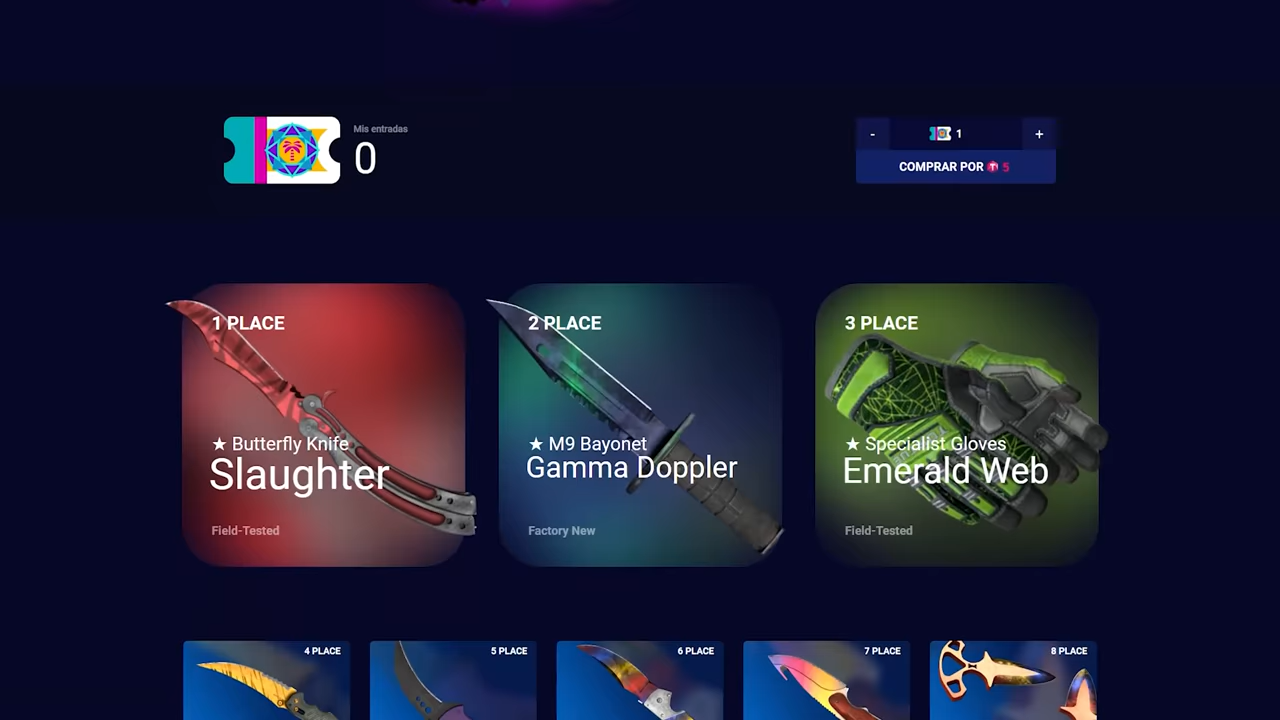 Mis entradas
0
- 1 +
COMPRAR POR 5
1 PLACE
★ Butterfly Knife
Slaughter
Field-Tested
2 PLACE
★ M9 Bayonet
Gamma Doppler
Factory New
3 PLACE
★ Specialist Gloves
Emerald Web
Field-Tested
4 PLACE
5 PLACE
6 PLACE
7 PLACE
8 PLACE